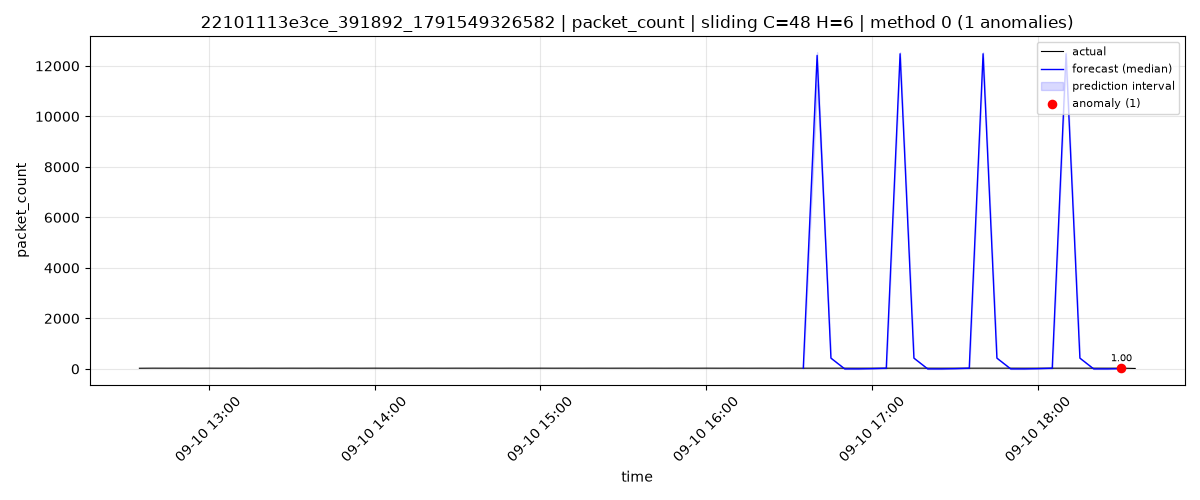 22101113e3ce_391892_1791549326582 | packet_count | sliding C=48 H=6 | method 0 (1 anomalies)
actual
forecast (median)
prediction interval
anomaly (1)
12000
10000
8000
6000
4000
2000
0
packet_count
1.00
09-10 13:00
09-10 14:00
09-10 15:00
09-10 16:00
09-10 17:00
09-10 18:00
time